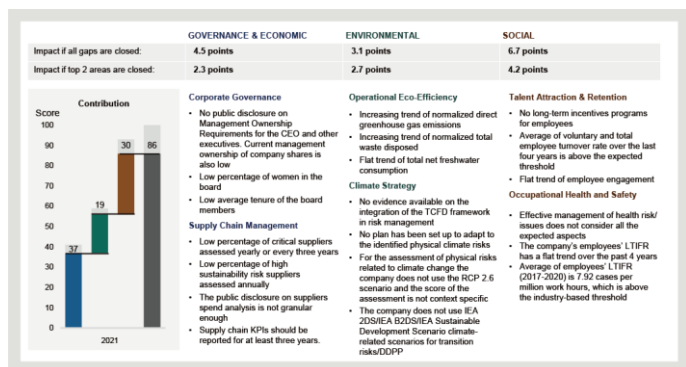 GOVERNANCE & ECONOMIC ENVIRONMENTAL SOCIAL
Impact if all gaps are closed: 4.5 points 3.1 points 6.7 points
Impact if top 2 areas are closed: 2.3 points 2.7 points 4.2 points
Contribution
Score
100
90
80
70
60
50
40
30
20
10
0
37
19
30
86
2021
Corporate Governance
• No public disclosure on
Management Ownership
Requirements for the CEO and other
executives. Current management
ownership of company shares is
also low
• Low percentage of women in the
board
• Low average tenure of the board
members
Supply Chain Management
• Low percentage of critical suppliers
assessed yearly or every three years
• Low percentage of high
sustainability risk suppliers
assessed annually
• The public disclosure on suppliers
spend analysis is not granular
enough
• Supply chain KPIs should be
reported for at least three years.
Operational Eco-Efficiency
• Increasing trend of normalized direct
greenhouse gas emissions
• Increasing trend of normalized total
waste disposed
• Flat trend of total net freshwater
consumption
Climate Strategy
• No evidence available on the
integration of the TCFD framework
in risk management
• No plan has been set up to adapt to
the identified physical climate risks
• For the assessment of physical risks
related to climate change the
company does not use the RCP 2.6
scenario and the score of the
assessment is not context specific
• The company does not use IEA
2DS/IEA B2DS/IEA Sustainable
Development Scenario climate-
related scenarios for transition
risks/DDPP
Talent Attraction & Retention
• No long-term incentives programs
for employees
• Average of voluntary and total
employee turnover rate over the last
four years is above the expected
threshold
• Flat trend of employee engagement
Occupational Health and Safety
• Effective management of health risk/
issues does not consider all the
expected aspects
• The company's employees' LTIFR
has a flat trend over the past 4 years
• Average of employees' LTIFR
(2017-2020) is 7.92 cases per
million work hours, which is above
the industry-based threshold